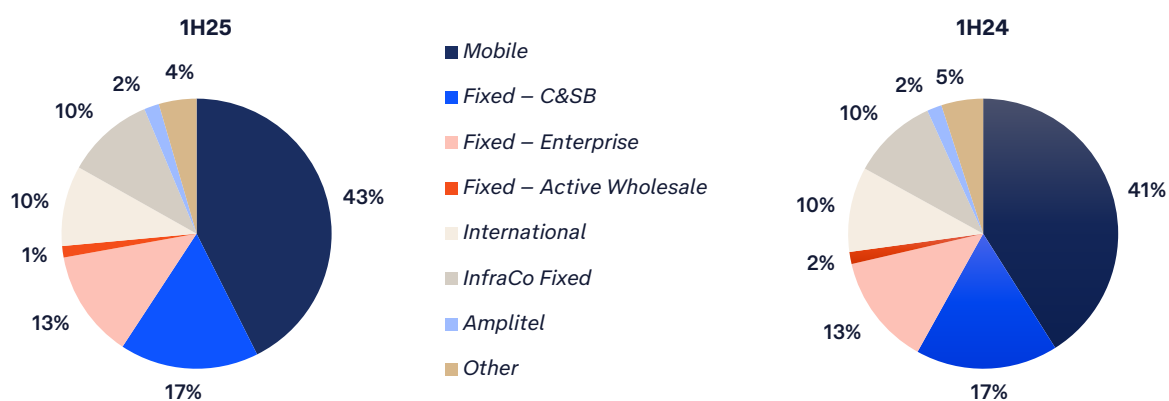 1H25
4%
2%
10%
10%
1%
13%
17%
43%
Mobile
Fixed – C&SB
Fixed – Enterprise
Fixed – Active Wholesale
International
InfraCo Fixed
Amplitel
Other
1H24
5%
2%
10%
10%
2%
13%
17%
41%